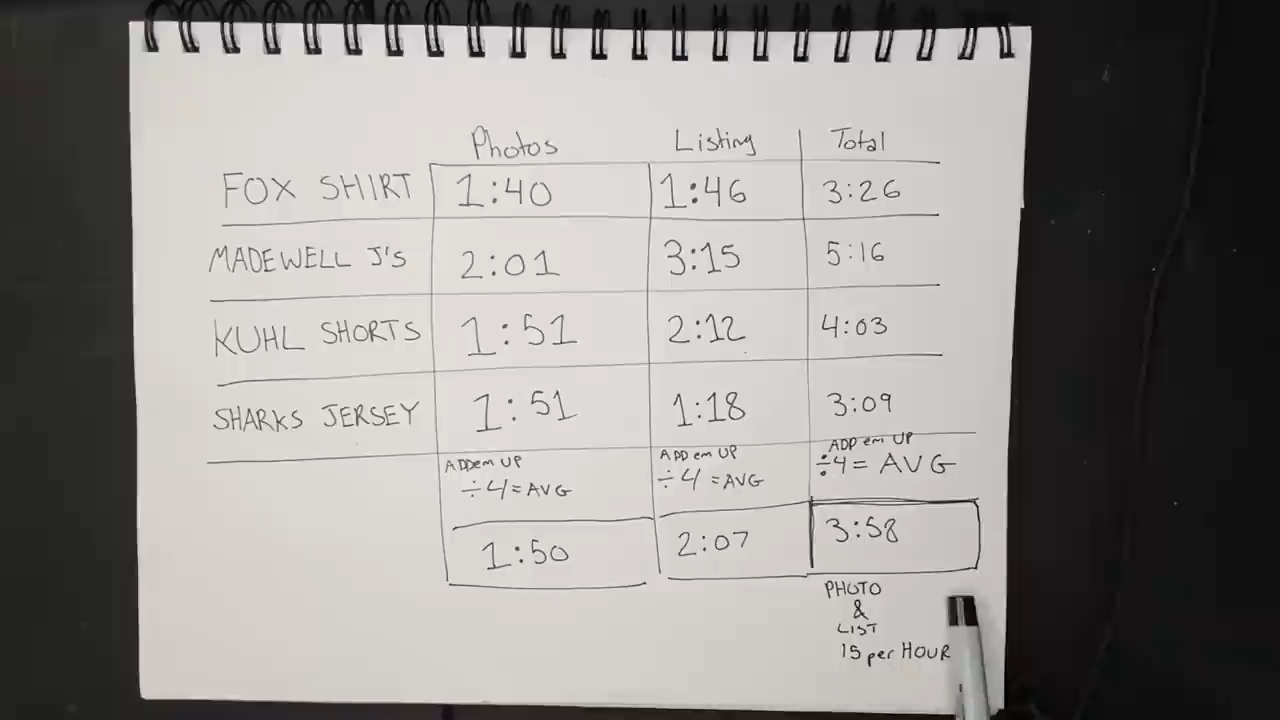 Photos Listing Total
FOX SHIRT 1:40 1:46 3:26
MADEWELL J's 2:01 3:15 5:16
KUHL SHORTS 1:51 2:12 4:03
SHARKS JERSEY 1:51 1:18 3:09
ADD em UP ADD em UP ADD em UP
÷4=AVG ÷4=AVG ÷4=AVG
1:50 2:07 3:58
PHOTO
&
LIST
15 per HOUR